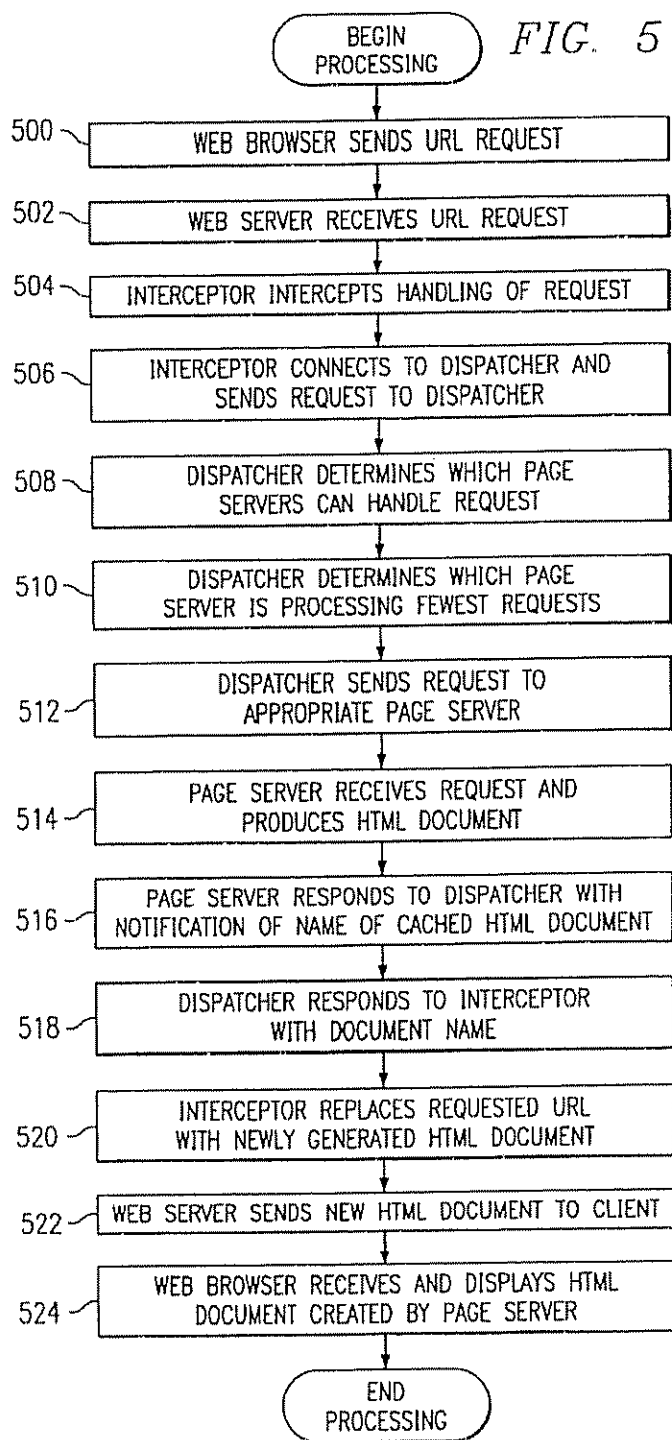 BEGIN
PROCESSING
FIG. 5
500
WEB BROWSER SENDS URL REQUEST
502
WEB SERVER RECEIVES URL REQUEST
504
INTERCEPTOR INTERCEPTS HANDLING OF REQUEST
506
INTERCEPTOR CONNECTS TO DISPATCHER AND
SENDS REQUEST TO DISPATCHER
508
DISPATCHER DETERMINES WHICH PAGE
SERVERS CAN HANDLE REQUEST
510
DISPATCHER DETERMINES WHICH PAGE
SERVER IS PROCESSING FEWEST REQUESTS
512
DISPATCHER SENDS REQUEST TO
APPROPRIATE PAGE SERVER
514
PAGE SERVER RECEIVES REQUEST AND
PRODUCES HTML DOCUMENT
516
PAGE SERVER RESPONDS TO DISPATCHER WITH
NOTIFICATION OF NAME OF CACHED HTML DOCUMENT
518
DISPATCHER RESPONDS TO INTERCEPTOR
WITH DOCUMENT NAME
520
INTERCEPTOR REPLACES REQUESTED URL
WITH NEWLY GENERATED HTML DOCUMENT
522
WEB SERVER SENDS NEW HTML DOCUMENT TO CLIENT
524
WEB BROWSER RECEIVES AND DISPLAYS HTML
DOCUMENT CREATED BY PAGE SERVER
END
PROCESSING